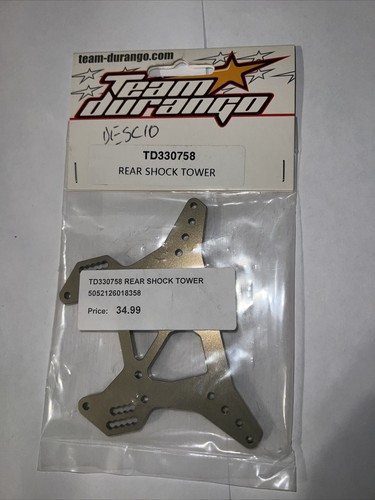 team-durango.com
Team
durango
DESC10
TD330758
REAR SHOCK TOWER
TD330758 REAR SHOCK TOWER
5052126018358
Price: 34.99